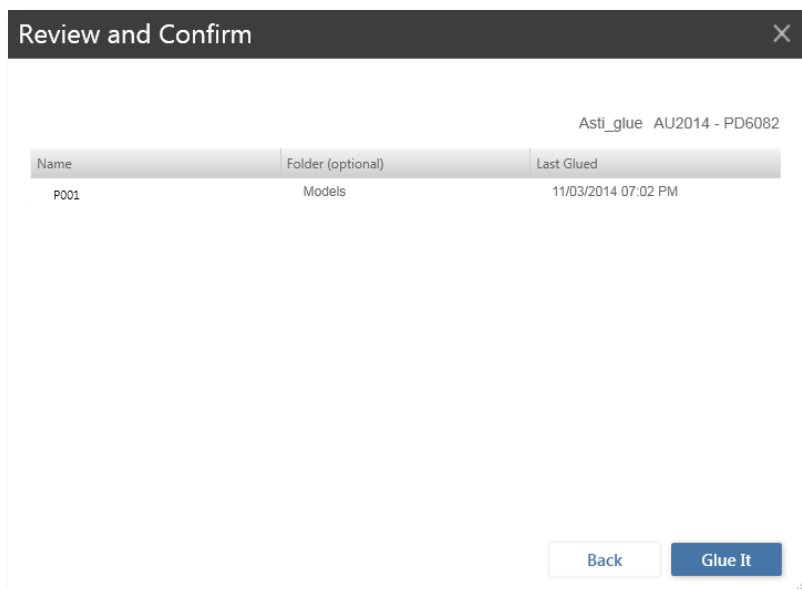 Review and Confirm
Asti_glue AU2014 - PD6082
Name Folder (optional) Last Glued
P001 Models 11/03/2014 07:02 PM
Back Glue It